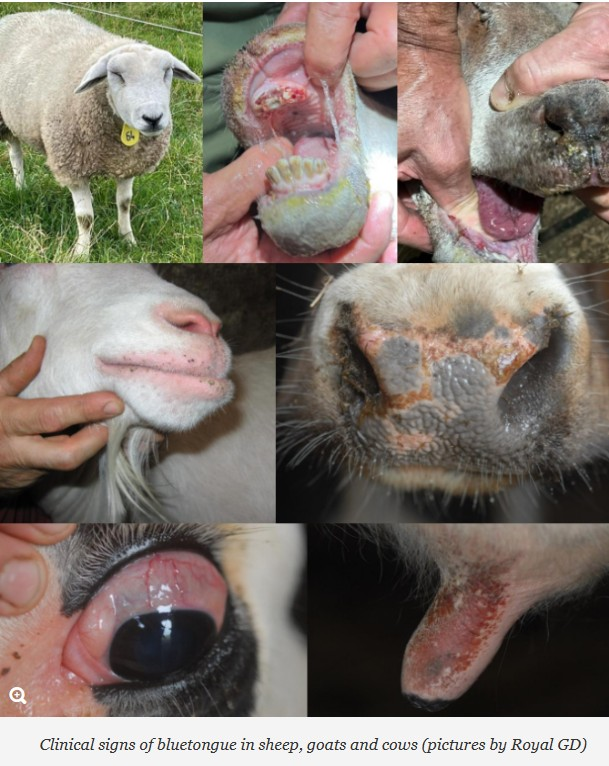 Clinical signs of bluetongue in sheep, goats and cows (pictures by Royal GD)